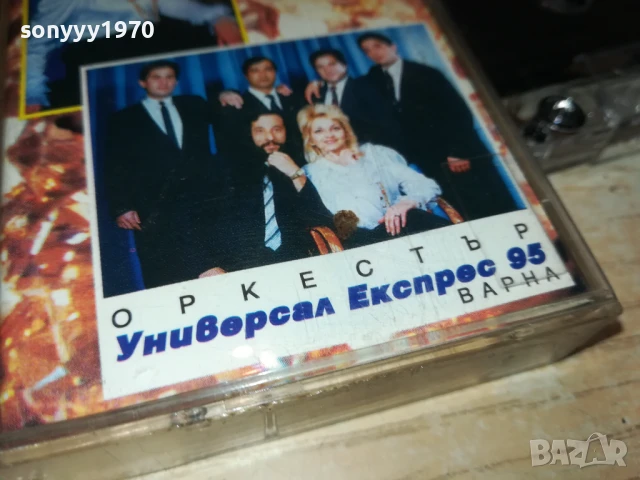 sonyyy1970
ОРКЕСТЪР
Универсал Експрес 95
ВАРНА
BAZAR